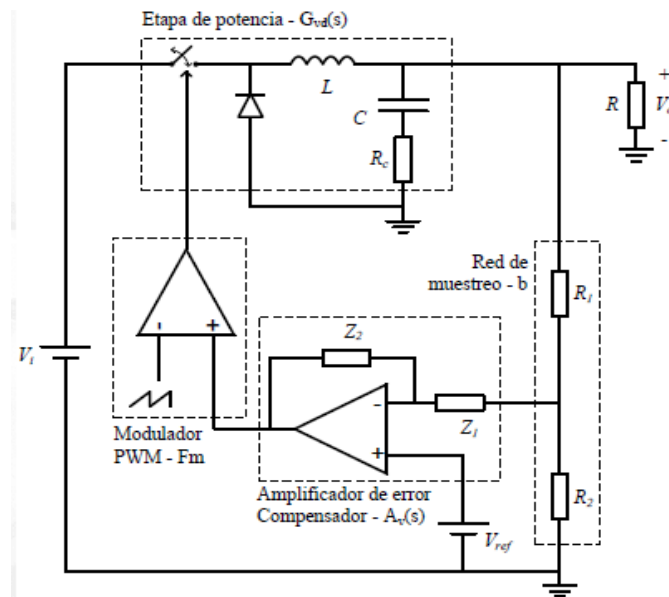 Etapa de potencia - Gvd(s)
L
C
Rc
R
+
-
Red de
muestreo - b
R1
Z2
Vi
-
+
-
+
Z1
Modulador
PWM - Fm
Amplificador de error
Compensador - Av(s)
R2
Vref